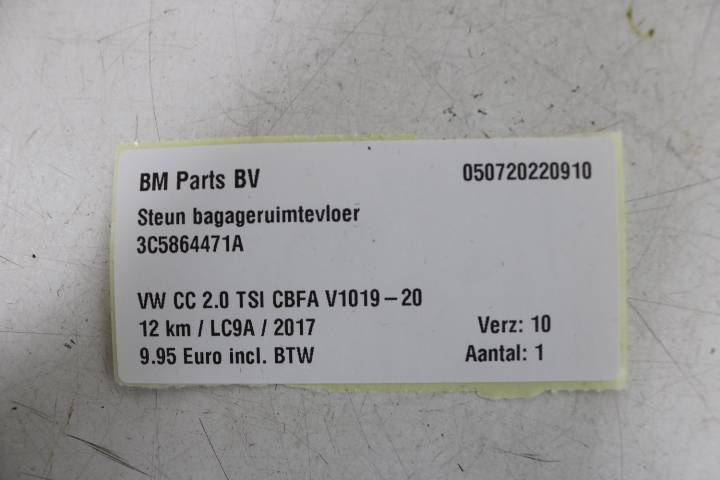 BM Parts BV 050720220910
Steun bagageruimtevloer
3C5864471A
VW CC 2.0 TSI CBFA V1019-20
12 km / LC9A / 2017 Verz: 10
9.95 Euro incl. BTW Aantal: 1